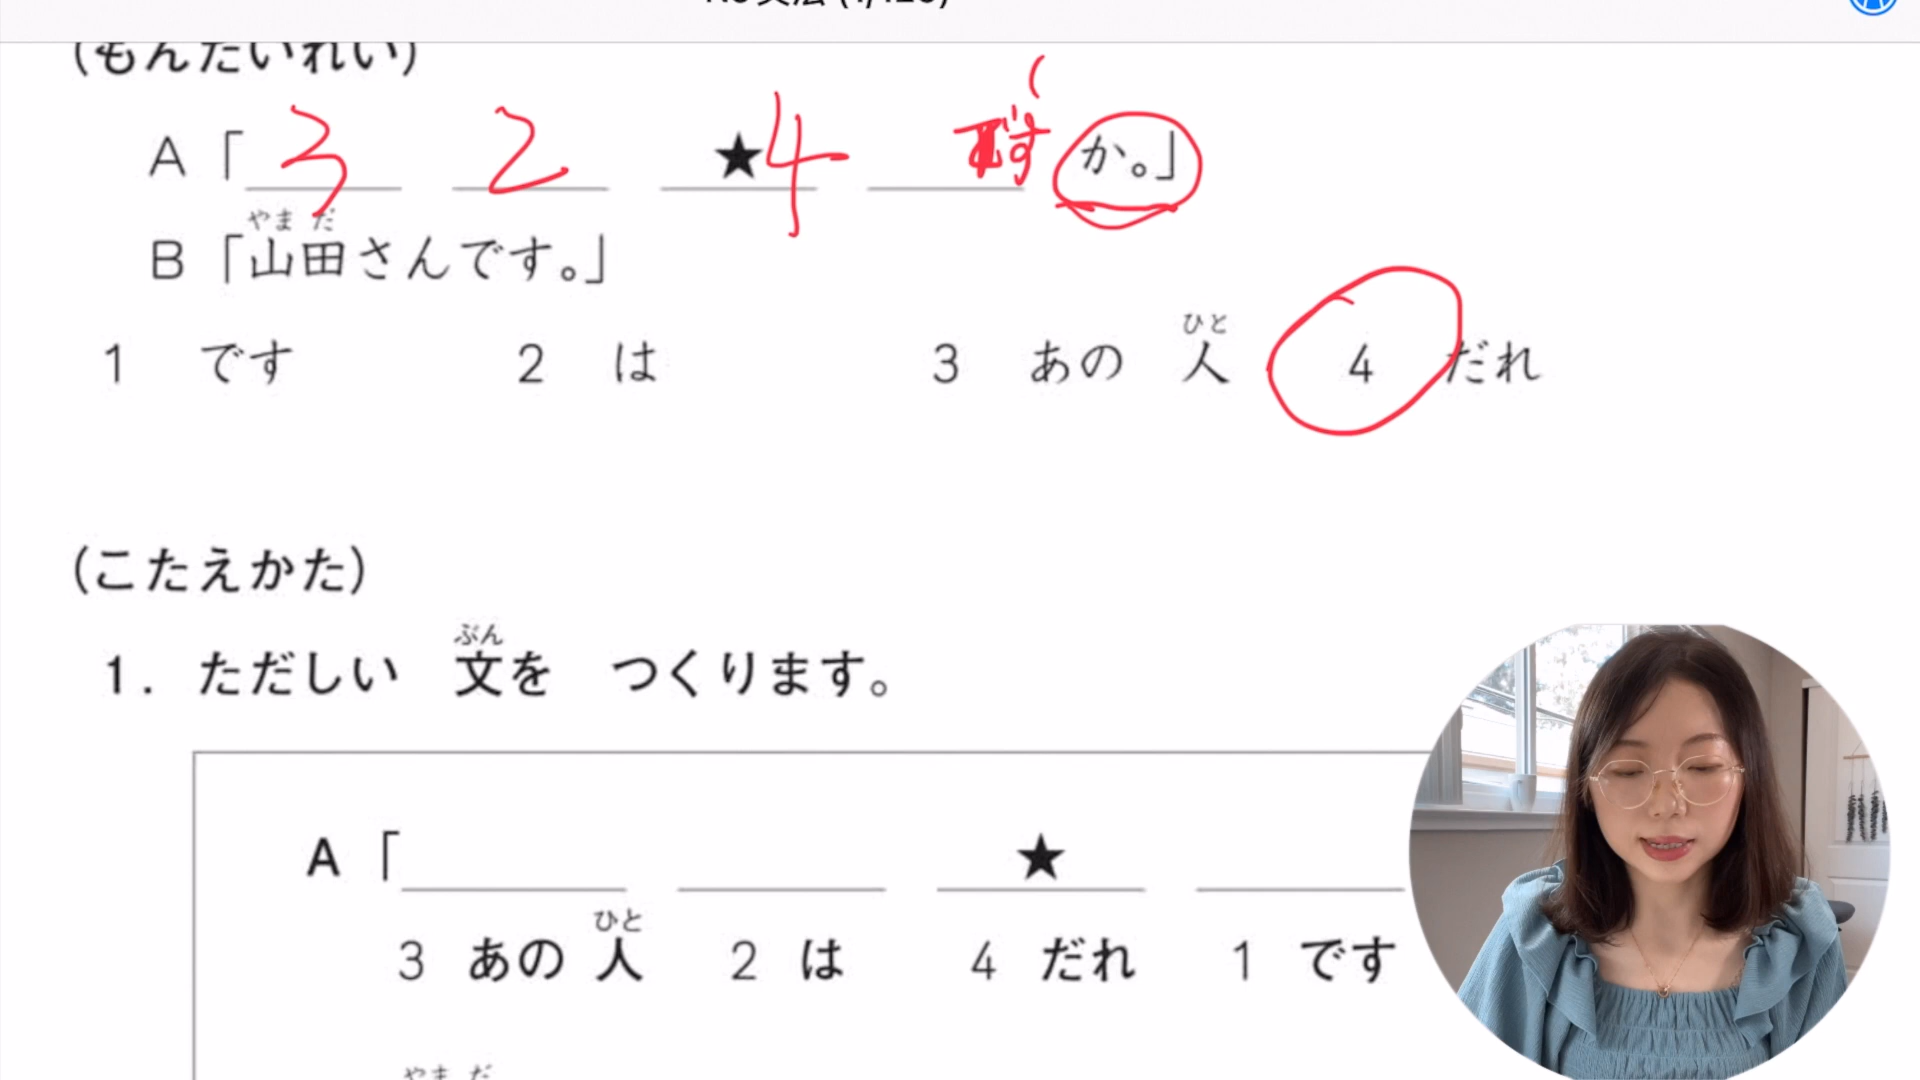 (もんだいれい)
A「 3 2 ★4 です か。」
やまだ
B「山田さんです。」
ひと
1 です 2 は 3 あの 人 4 だれ
(こたえかた)
ぶん
1. ただしい 文を つくります。
A「 ★
ひと
3 あの 人 2 は 4 だれ 1 です
やまだ